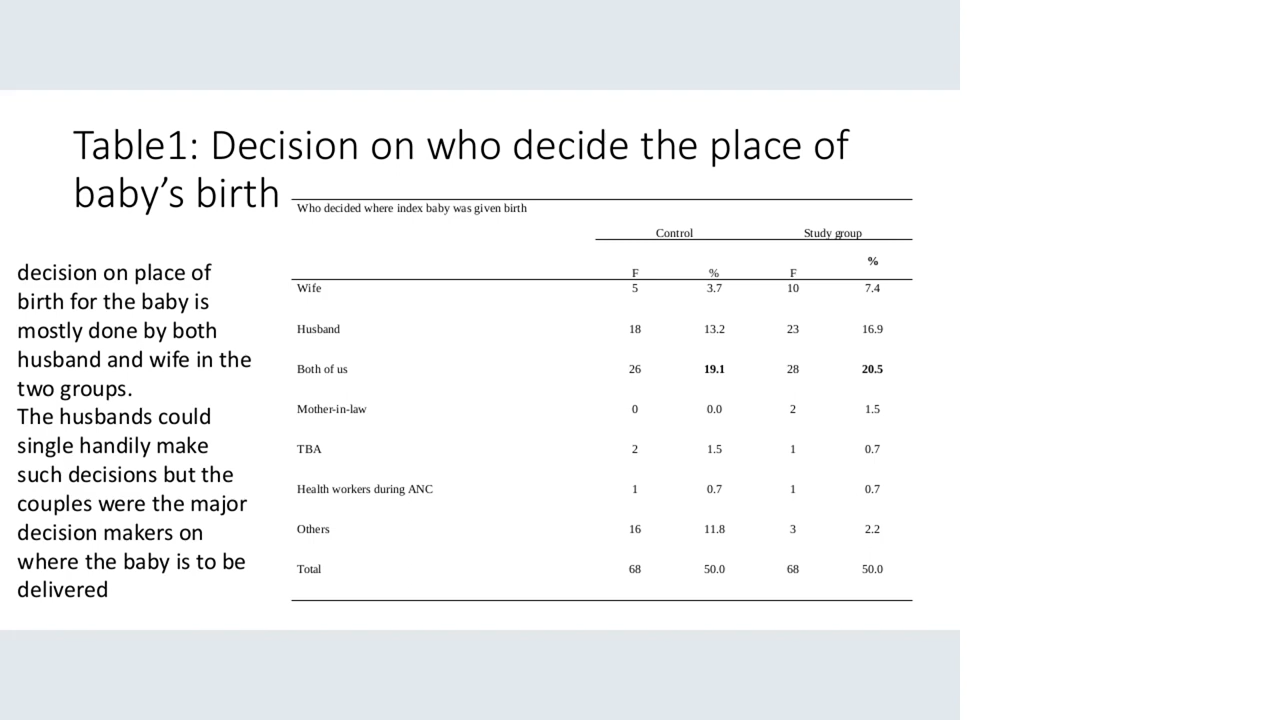 Table1: Decision on who decide the place of
baby’s birth
decision on place of
birth for the baby is
mostly done by both
husband and wife in the
two groups.
The husbands could
single handily make
such decisions but the
couples were the major
decision makers on
where the baby is to be
delivered
Who decided where index baby was given birth
Control Study group
F % F %
Wife 5 3.7 10 7.4
Husband 18 13.2 23 16.9
Both of us 26 19.1 28 20.5
Mother-in-law 0 0.0 2 1.5
TBA 2 1.5 1 0.7
Health workers during ANC 1 0.7 1 0.7
Others 16 11.8 3 2.2
Total 68 50.0 68 50.0